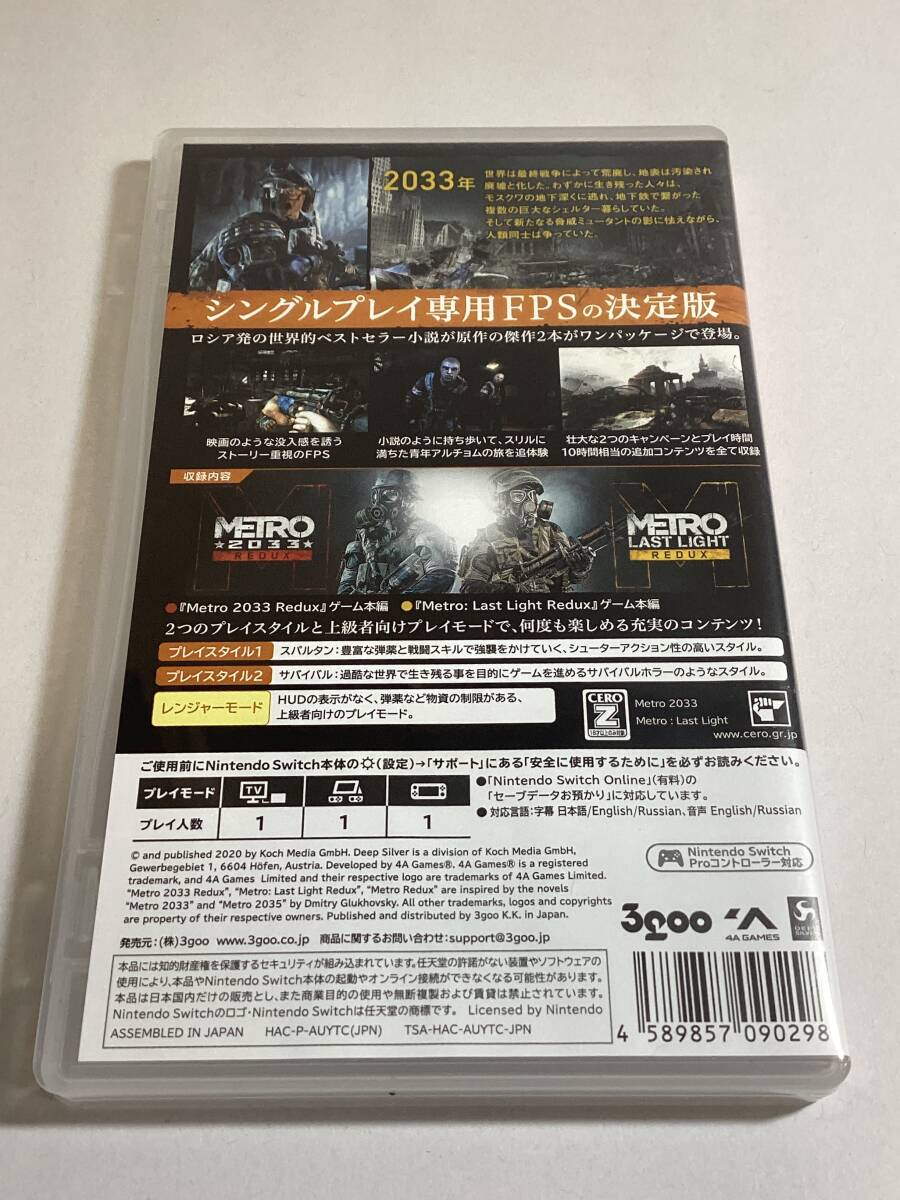 2033年
世界は最終戦争によって荒廃し、地表は汚染され
廃墟と化した。わずかに生き残った人々は、
モスクワの地下深くに逃れ、地下鉄で繋がった
複数の巨大なシェルター暮らしていた。
そして新たなる脅威ミュータントの影に怯えながら、
人類同士は争っていた。
シングルプレイ専用FPSの決定版
ロシア発の世界的ベストセラー小説が原作の傑作2本がワンパッケージで登場。
映画のような没入感を誘う
ストーリー重視のFPS
小説のように持ち歩いて、スリルに
満ちた青年アルチョムの旅を追体験
壮大な2つのキャンペーンとプレイ時間
10時間相当の追加コンテンツを全て収録
収録内容
METRO
2033
REDUX
METRO
LAST LIGHT
REDUX
●『Metro 2033 Redux』ゲーム本編 ●『Metro: Last Light Redux』ゲーム本編
2つのプレイスタイルと上級者向けプレイモードで、何度も楽しめる充実のコンテンツ!
プレイスタイル1 スパルタン:豊富な弾薬と戦闘スキルで強襲をかけていく、シューターアクション性の高いスタイル。
プレイスタイル2 サバイバル:過酷な世界で生き残る事を目的にゲームを進めるサバイバルホラーのようなスタイル。
レンジャーモード
HUDの表示がなく、弾薬など物資の制限がある、
上級者向けのプレイモード。
CERO
Z
18才以上のみ対象
Metro 2033
Metro : Last Light
www.cero.gr.jp
ご使用前にNintendo Switch本体の(設定)→「サポート」にある「安全に使用するために」を必ずお読みください。
プレイモード TV
プレイ人数 1 1 1
●「Nintendo Switch Online」(有料)の
「セーブデータお預かり」に対応しています。
● 対応言語:字幕 日本語/English/Russian、音声 English/Russian
© and published 2020 by Koch Media GmbH. Deep Silver is a division of Koch Media GmbH,
Gewerbegebiet 1, 6604 Höfen, Austria. Developed by 4A Games®. 4A Games® is a registered
trademark, and 4A Games Limited and their respective logo are trademarks of 4A Games Limited.
“Metro 2033 Redux”, “Metro: Last Light Redux”, “Metro Redux” are inspired by the novels
“Metro 2033” and “Metro 2035” by Dmitry Glukhovsky. All other trademarks, logos and copyrights
are property of their respective owners. Published and distributed by 3goo K.K. in Japan.
Nintendo Switch
Proコントローラー対応
3goo
4A GAMES
DEEP
SILVER
発売元:(株)3goo www.3goo.co.jp 商品に関するお問い合わせ:support@3goo.jp
本品には知的財産権を保護するセキュリティが組み込まれています。任天堂の許諾がない装置やソフトウェアの
使用により、本品やNintendo Switch本体の起動やオンライン接続ができなくなる可能性があります。
本品は日本国内だけの販売とし、また商業目的の使用や無断複製および賃貸は禁止されています。
Nintendo Switchのロゴ・Nintendo Switchは任天堂の商標です。 Licensed by Nintendo
ASSEMBLED IN JAPAN HAC-P-AUYTC(JPN) TSA-HAC-AUYTC-JPN
4 589857 090298